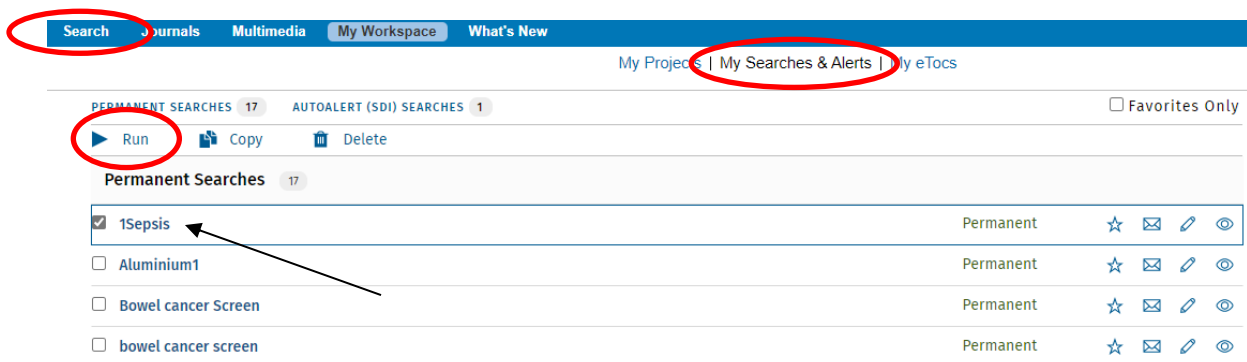 Search Journals Multimedia My Workspace What's New
My Projects | My Searches & Alerts | My eTocs
PERMANENT SEARCHES 17 AUTOALERT (SDI) SEARCHES 1 Favorites Only
Run Copy Delete
Permanent Searches 17
1Sepsis Permanent
Aluminium1 Permanent
Bowel cancer Screen Permanent
bowel cancer screen Permanent